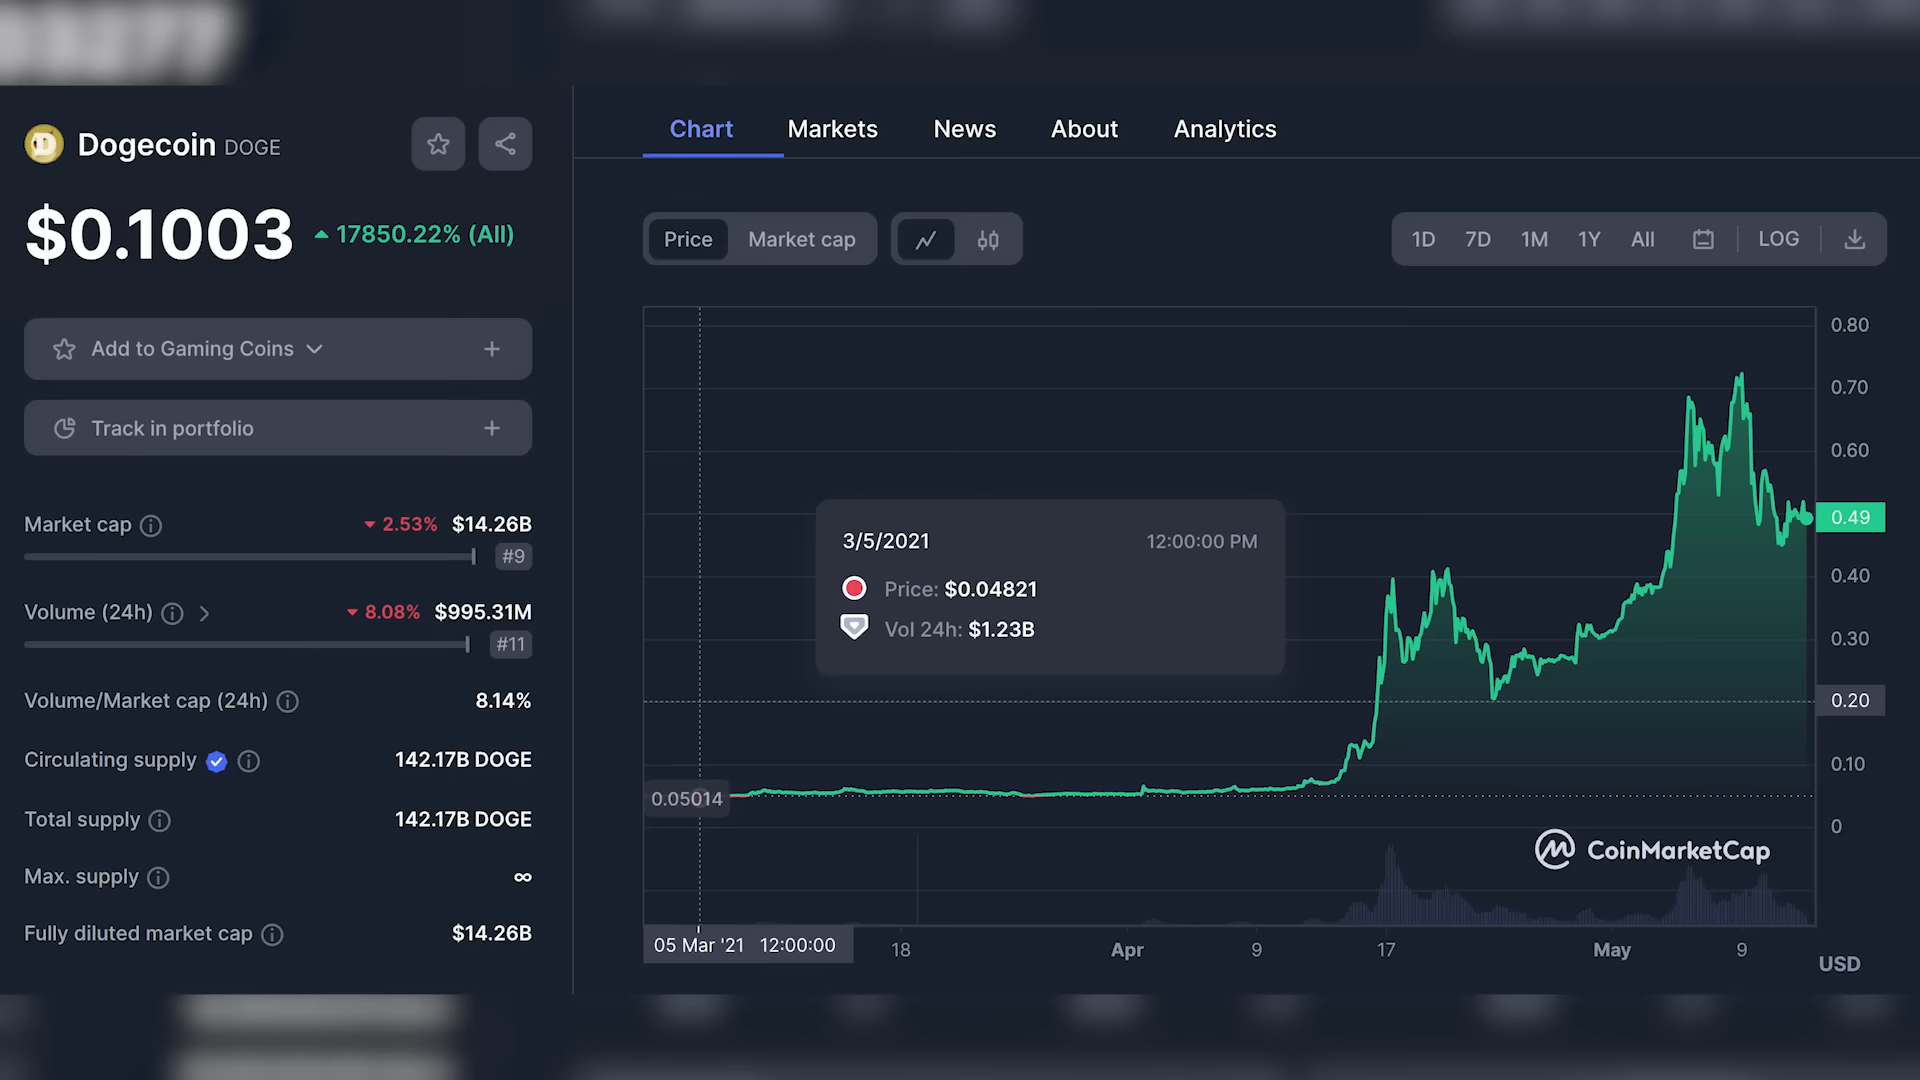 Dogecoin DOGE
$0.1003 17850.22% (All)
Add to Gaming Coins
Track in portfolio
Market cap 2.53% $14.26B
#9
Volume (24h) 8.08% $995.31M
#11
Volume/Market cap (24h) 8.14%
Circulating supply 142.17B DOGE
Total supply 142.17B DOGE
Max. supply ∞
Fully diluted market cap $14.26B
Chart Markets News About Analytics
Price Market cap
1D 7D 1M 1Y All LOG
0.80
0.70
0.60
0.49
0.40
0.30
0.20
0.10
0
3/5/2021 12:00:00 PM
Price: $0.04821
Vol 24h: $1.23B
0.05014
CoinMarketCap
05 Mar '21 12:00:00 18 Apr 9 17 May 9
USD